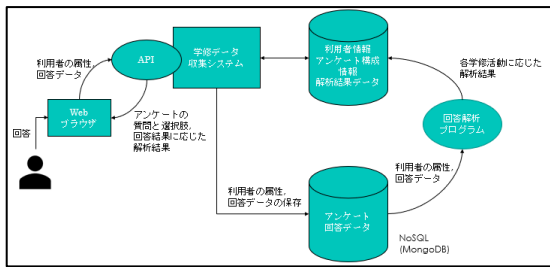 利用者の属性,
回答データ
API
学修データ
収集システム
利用者情報
アンケート構成
情報
解析結果データ
各学修活動に応じた
解析結果
Web
ブラウザ
回答
アンケートの
質問と選択肢,
回答結果に応じた
解析結果
回答解析
プログラム
利用者の属性,
回答データの保存
利用者の属性,
回答データ
アンケート
回答データ
NoSQL
(MongoDB)